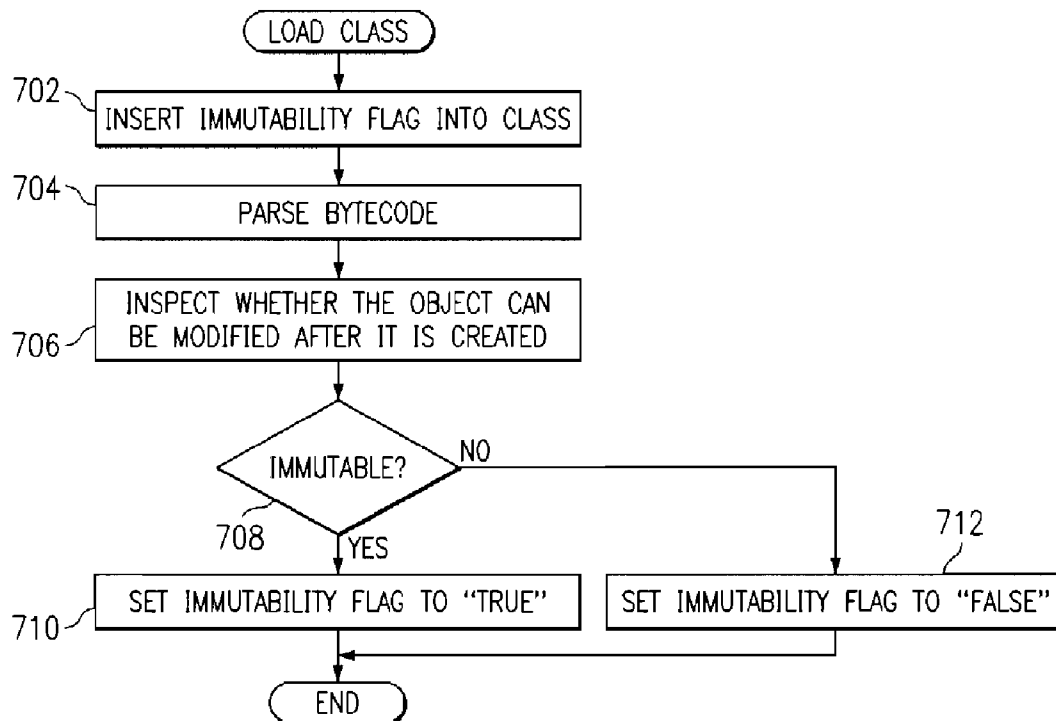 LOAD CLASS
702
INSERT IMMUTABILITY FLAG INTO CLASS
704
PARSE BYTECODE
706
INSPECT WHETHER THE OBJECT CAN
BE MODIFIED AFTER IT IS CREATED
IMMUTABLE?
NO
708
YES
712
710
SET IMMUTABILITY FLAG TO “TRUE”
SET IMMUTABILITY FLAG TO “FALSE”
END